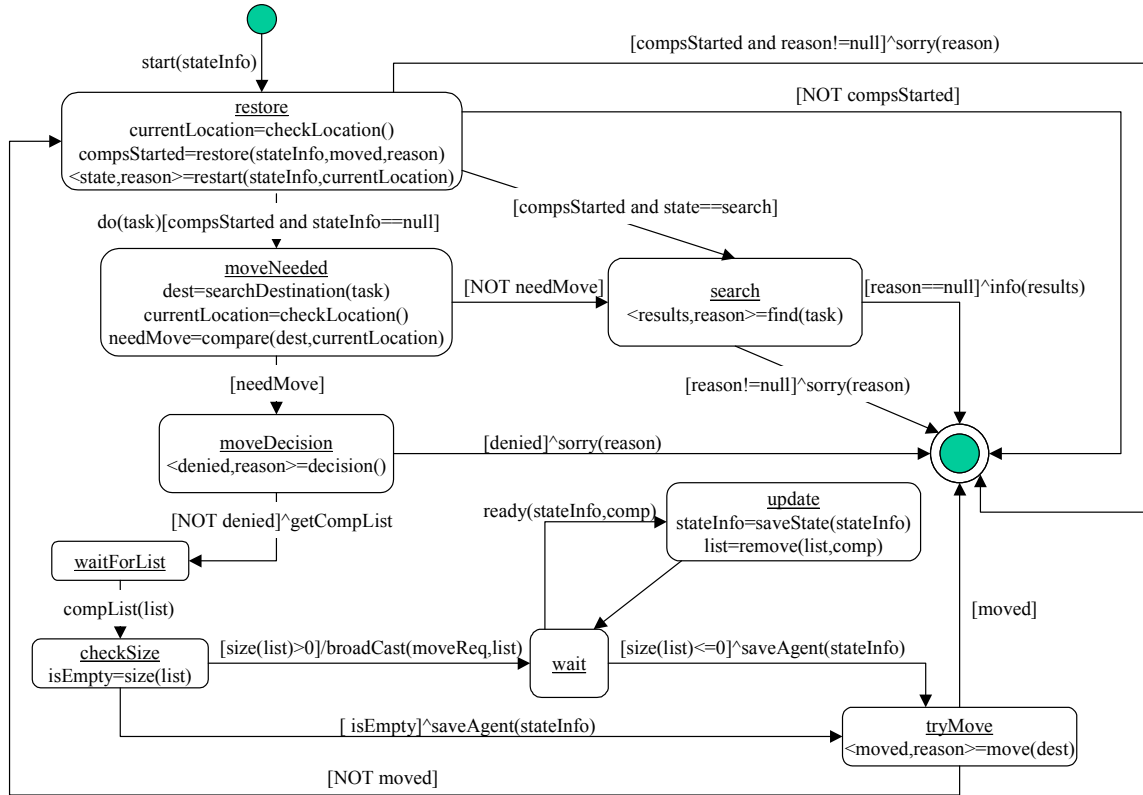 [compsStarted and reason!=null]^sorry(reason)
start(stateInfo)
[NOT compsStarted]
restore
currentLocation=checkLocation()
compsStarted=restore(stateInfo,moved,reason)
<state,reason>=restart(stateInfo,currentLocation)
[compsStarted and state==search]
do(task)[compsStarted and stateInfo==null]
moveNeeded
dest=searchDestination(task)
currentLocation=checkLocation()
needMove=compare(dest,currentLocation)
[NOT needMove]
search
<results,reason>=find(task)
[reason==null]^info(results)
[needMove]
[reason!=null]^sorry(reason)
moveDecision
<denied,reason>=decision()
[denied]^sorry(reason)
[NOT denied]^getCompList
ready(stateInfo,comp)
update
stateInfo=saveState(stateInfo)
list=remove(list,comp)
waitForList
compList(list)
[moved]
checkSize
isEmpty=size(list)
[size(list)>0]/broadCast(moveReq,list)
wait
[size(list)<=0]^saveAgent(stateInfo)
[ isEmpty]^saveAgent(stateInfo)
tryMove
<moved,reason>=move(dest)
[NOT moved]